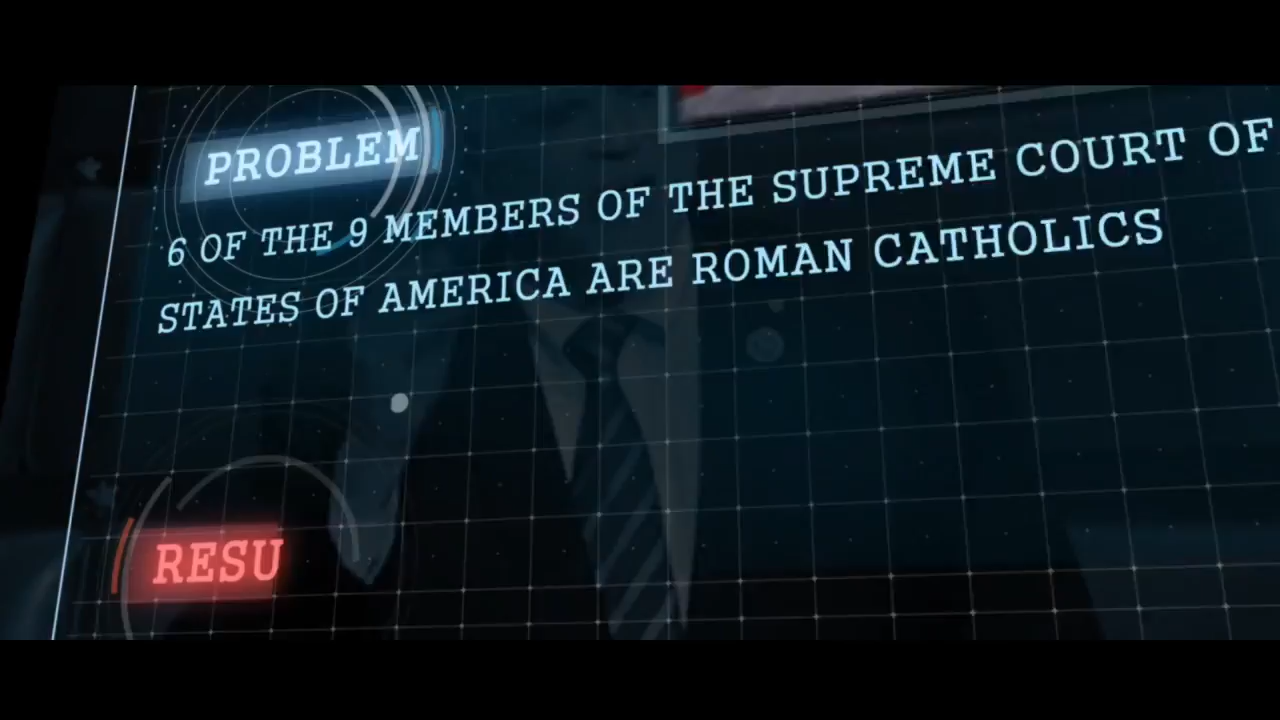 PROBLEM
6 OF THE 9 MEMBERS OF THE SUPREME COURT OF
STATES OF AMERICA ARE ROMAN CATHOLICS
RESU